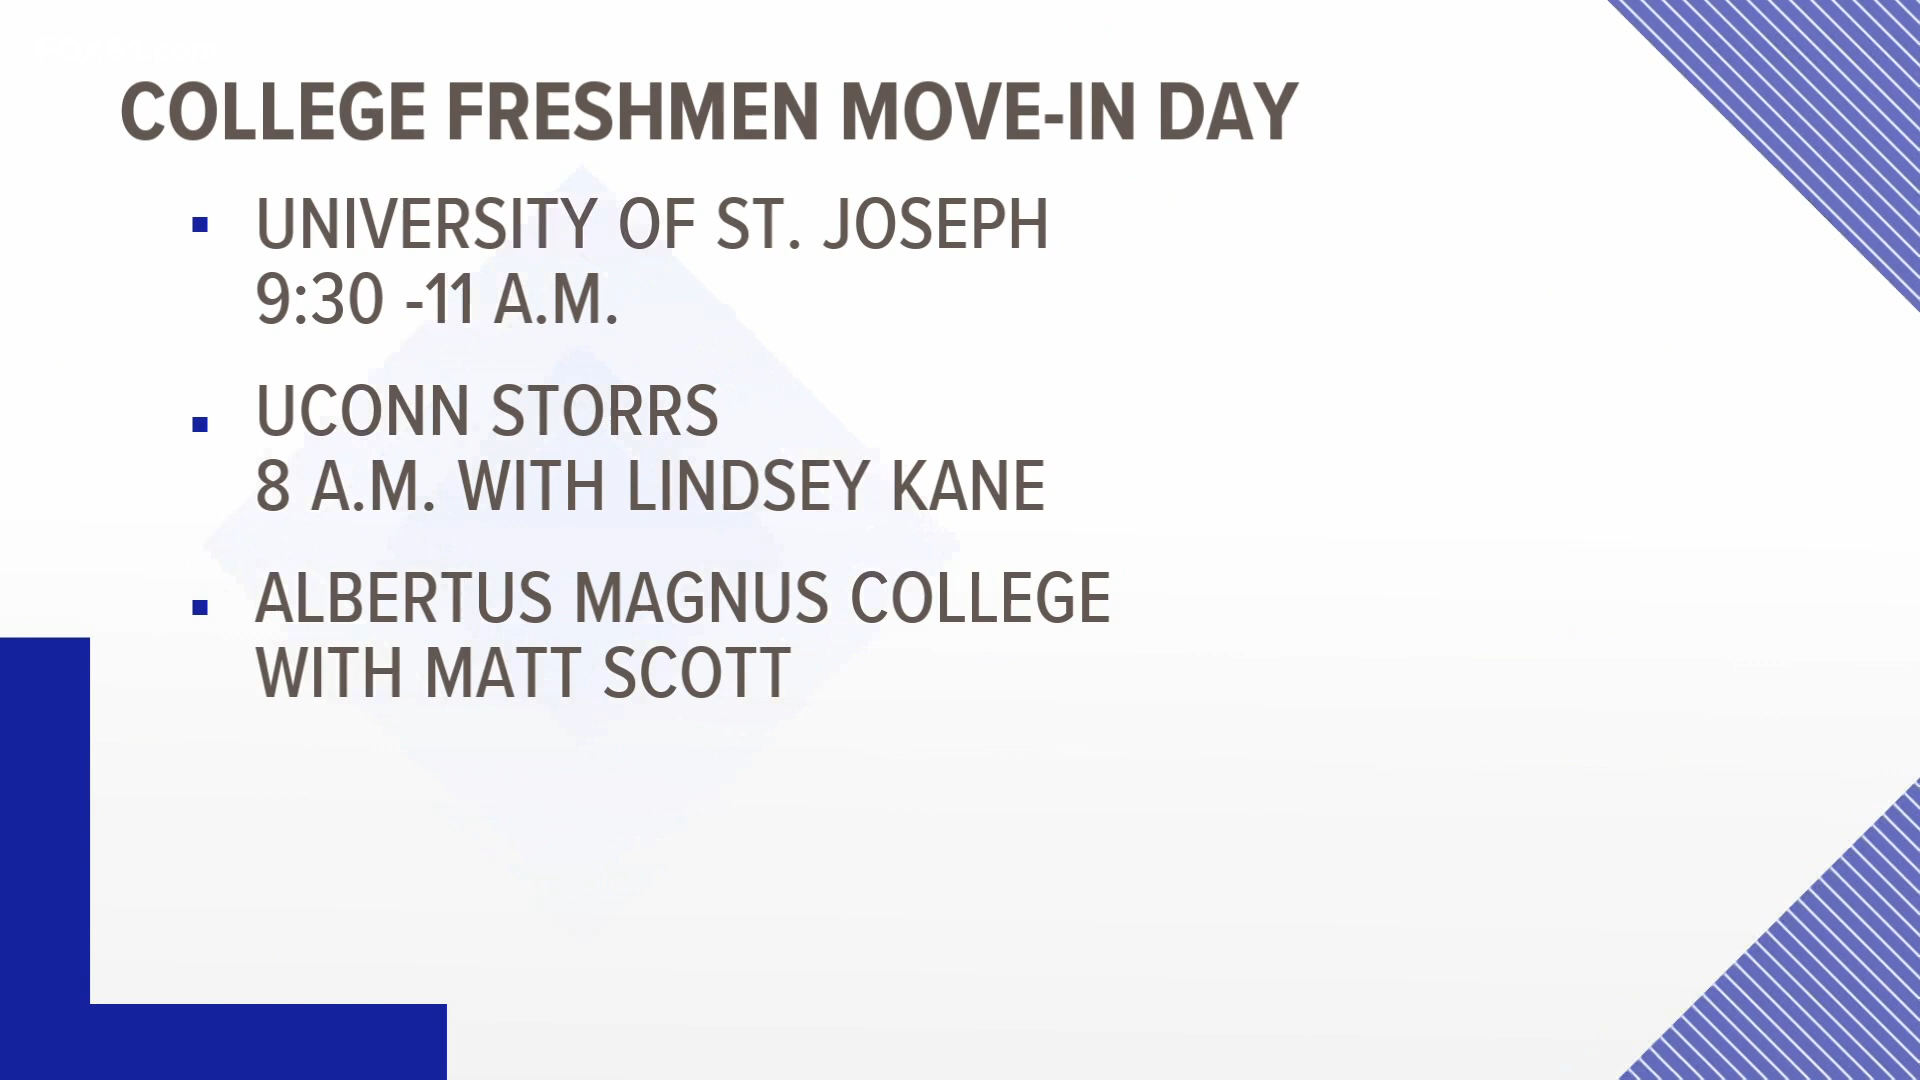 COLLEGE FRESHMEN MOVE-IN DAY
UNIVERSITY OF ST. JOSEPH
9:30 -11 A.M.
UCONN STORRS
8 A.M. WITH LINDSEY KANE
ALBERTUS MAGNUS COLLEGE
WITH MATT SCOTT